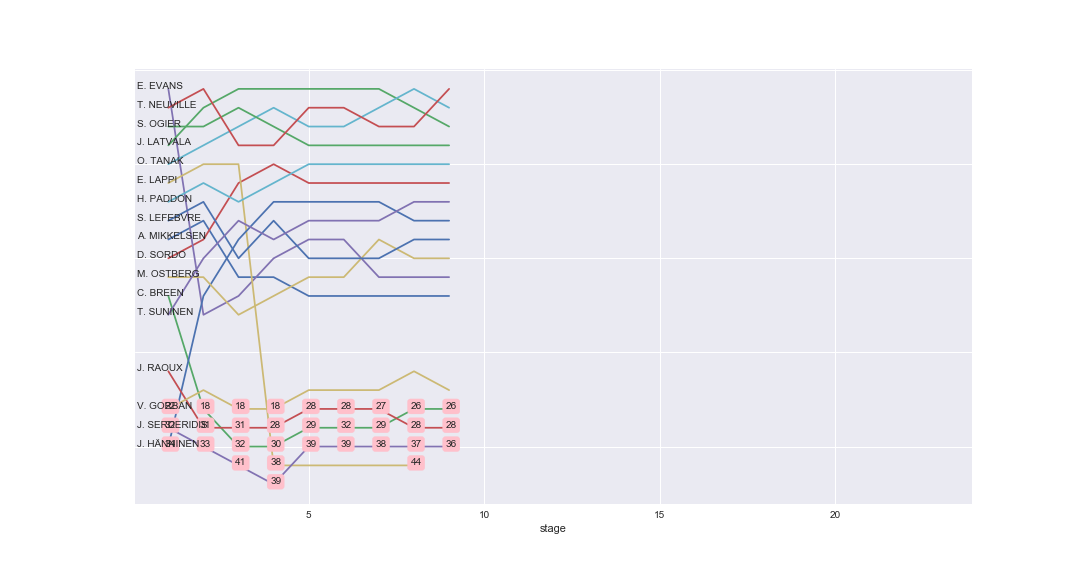 E. EVANS
T. NEUVILLE
S. OGIER
J. LATVALA
O. TANAK
E. LAPPI
H. PADDON
S. LEFEBVRE
A. MIKKELSEN
D. SORDO
M. OSTBERG
C. BREEN
T. SUNINEN
J. RAOUX
V. GORBAN 18 18 18 28 28 27 26 26
J. SERDERIDIS 31 28 29 32 29 28 28
J. HANNINEN 33 32 30 39 39 38 37 36
41 38 44
39
5 10 15 20
stage